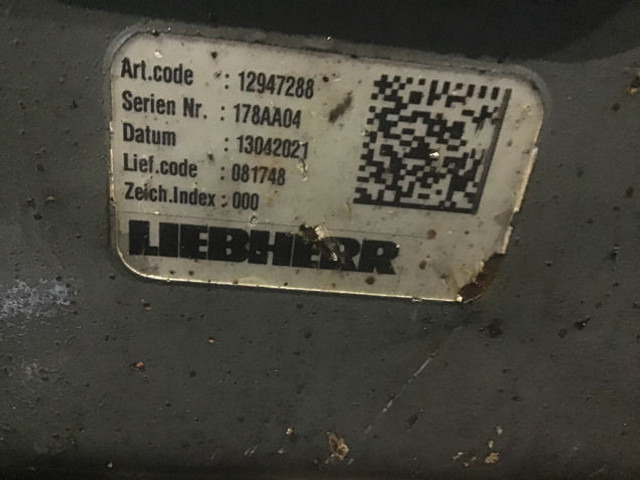 Art.code : 12947288
Serien Nr. : 178AA04
Datum : 13042021
Lief.code : 081748
Zeich.Index : 000
LIEBHERR